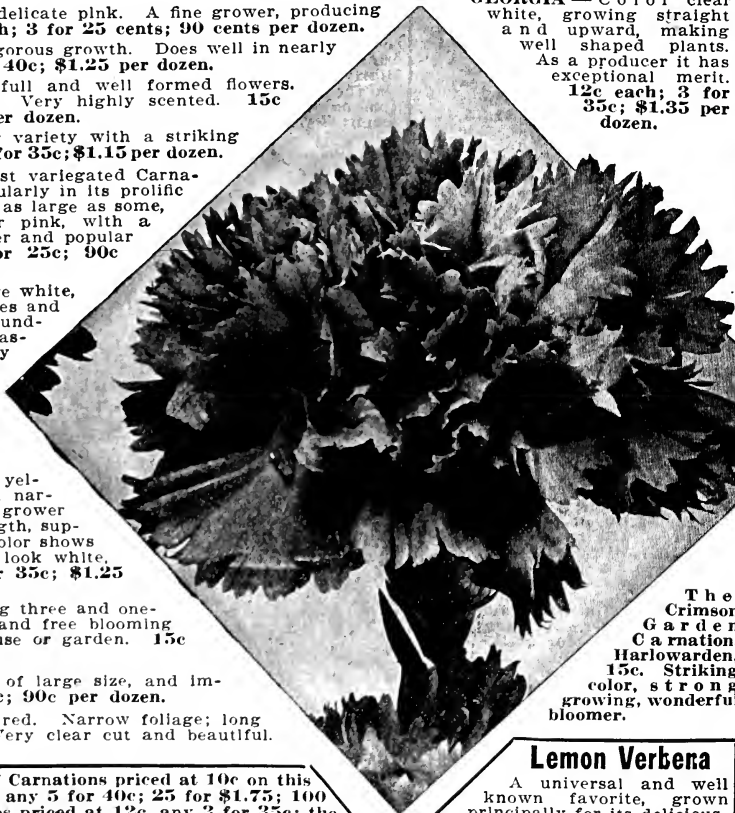 delicate pink. A fine grower, producing
3 for 25 cents; 90 cents per dozen.
gorous growth. Does well in nearly
40c; $1.25 per dozen.
full and well formed flowers.
Very highly scented. 15c
er dozen.
variety with a striking
for 35c; $1.15 per dozen.
st variegated Carna-
ularly in its prolific
as large as some,
pink, with a
er and popular
or 25c; 90c
e white,
es and
und-
as-
y
yel-
nar-
grower
gth, sup-
olor shows
look white,
35c; $1.25
g three and one-
and free blooming
use or garden. 15c
of large size, and im-
c; 90c per dozen.
red. Narrow foliage; long
ery clear cut and beautiful.
Carnations priced at 10c on this
any 5 for 40c; 25 for $1.75; 100
priced at 12c, any 3 for 35c; the
GEORGIA—Color clear
white, growing straight
and upward, making
well shaped plants.
As a producer it has
exceptional merit.
12c each; 3 for
35c; $1.35 per
dozen.
The
Crimson
Garden
Carnation,
Harlowarden,
15c. Striking
color, strong
growing, wonderful
bloomer.
Lemon Verbena
A universal and well
known favorite, grown
principally for its delicious